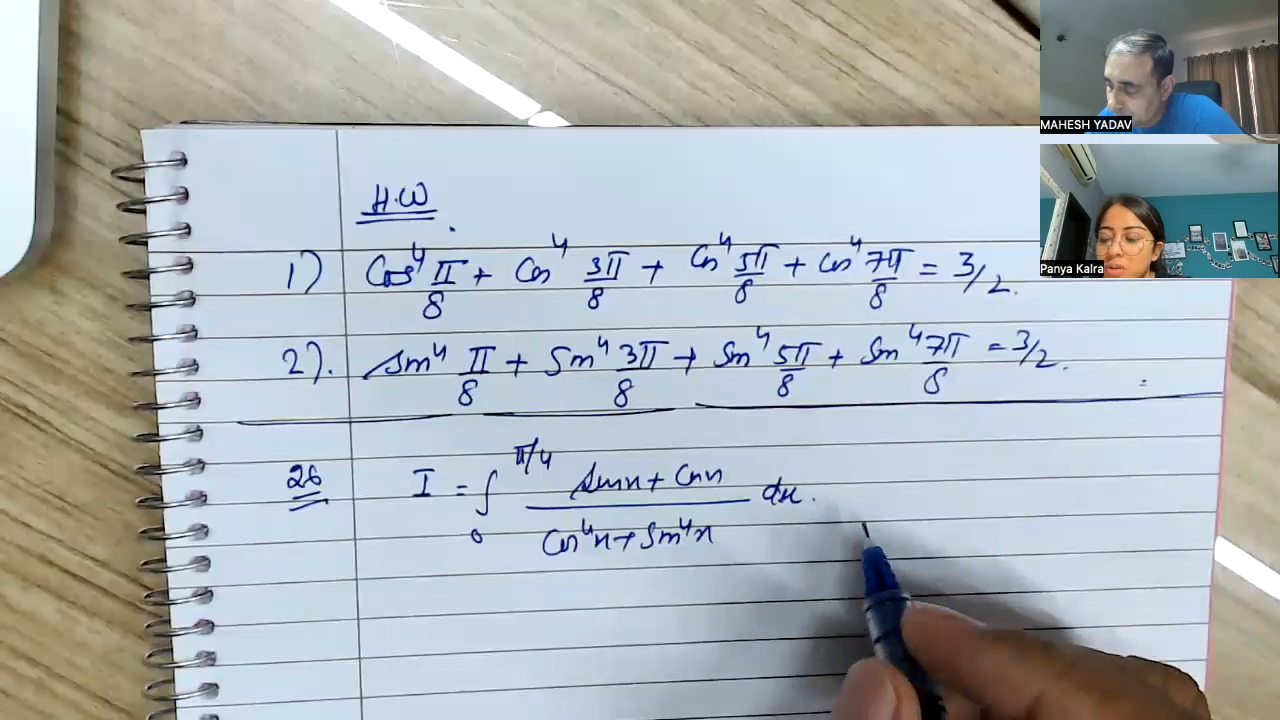 MAHESH YADAV
Panya Kalra
H.W.
1) Cos⁴ π/8 + Cos⁴ 3π/8 + Cos⁴ 5π/8 + Cos⁴ 7π/8 = 3/2.
2). Sin⁴ π/8 + Sin⁴ 3π/8 + Sin⁴ 5π/8 + Sin⁴ 7π/8 = 3/2.
26 I = ∫₀^π/4 (Sinx + Cosx)/(Cos⁴x + Sin⁴x) dx.